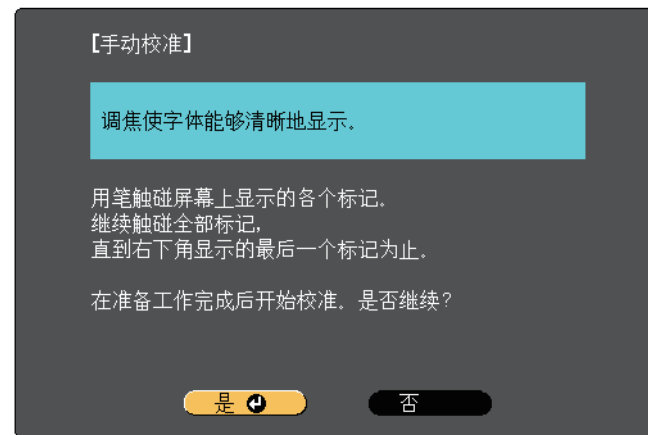 【手动校准】
调焦使字体能够清晰地显示。
用笔触碰屏幕上显示的各个标记。
继续触碰全部标记，
直到右下角显示的最后一个标记为止。
在准备工作完成后开始校准。是否继续？
是
否